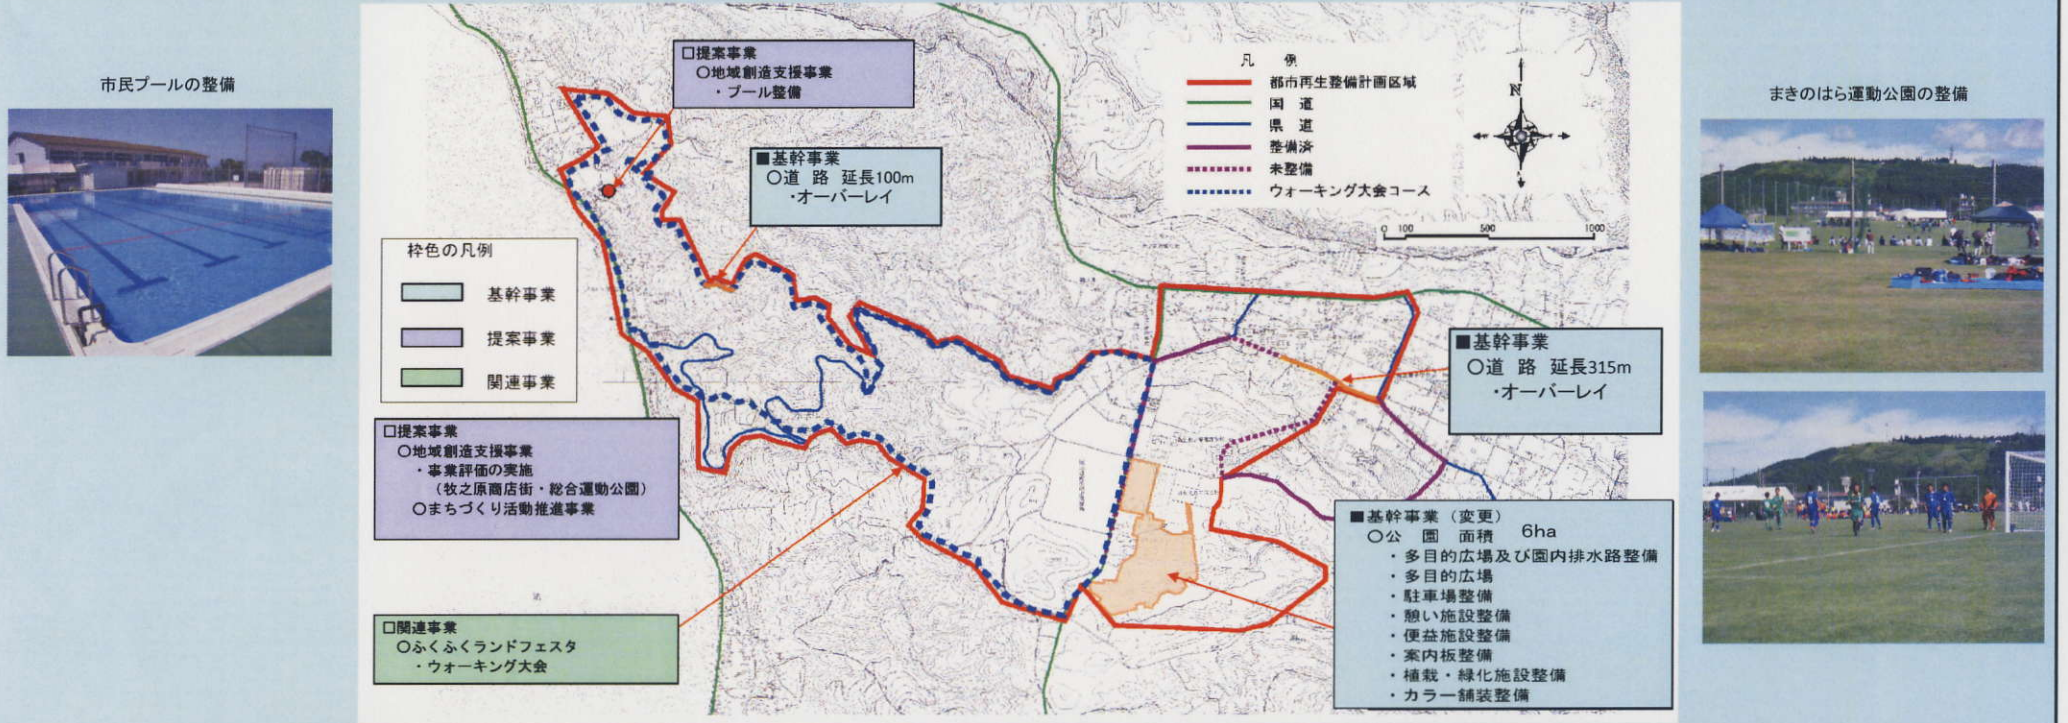 市民プールの整備
□提案事業
○地域創造支援事業
・プール整備
■基幹事業
○道 路 延長100m
・オーバーレイ
枠色の凡例
基幹事業
提案事業
関連事業
□提案事業
○地域創造支援事業
・事業評価の実施
（牧之原商店街・総合運動公園）
○まちづくり活動推進事業
□関連事業
○ふくふくランドフェスタ
・ウォーキング大会
凡 例
都市再生整備計画区域
国 道
県 道
整備済
未整備
ウォーキング大会コース
N
0 100 500 1000
■基幹事業
○道 路 延長315m
・オーバーレイ
■基幹事業（変更）
○公 園 面積 6ha
・多目的広場及び園内排水路整備
・多目的広場
・駐車場整備
・憩い施設整備
・便益施設整備
・案内板整備
・植栽・緑化施設整備
・カラー舗装整備
まきのはら運動公園の整備